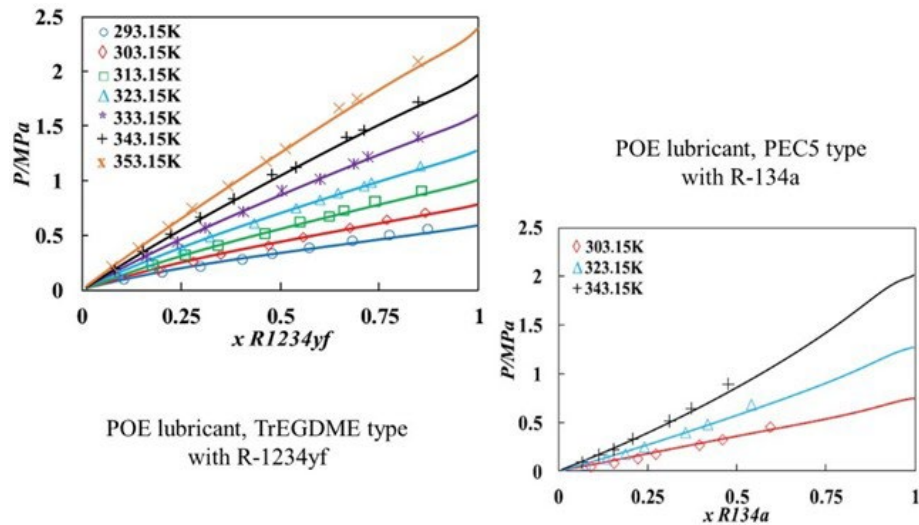 2.5
2
1.5
1
0.5
0
P/MPa
293.15K
303.15K
313.15K
323.15K
333.15K
343.15K
353.15K
0 0.25 0.5 0.75 1
x R1234yf
POE lubricant, TrEGDME type
with R-1234yf
POE lubricant, PEC5 type
with R-134a
2.5
2
1.5
1
0.5
0
P/MPa
303.15K
323.15K
343.15K
0 0.25 0.5 0.75 1
x R134a